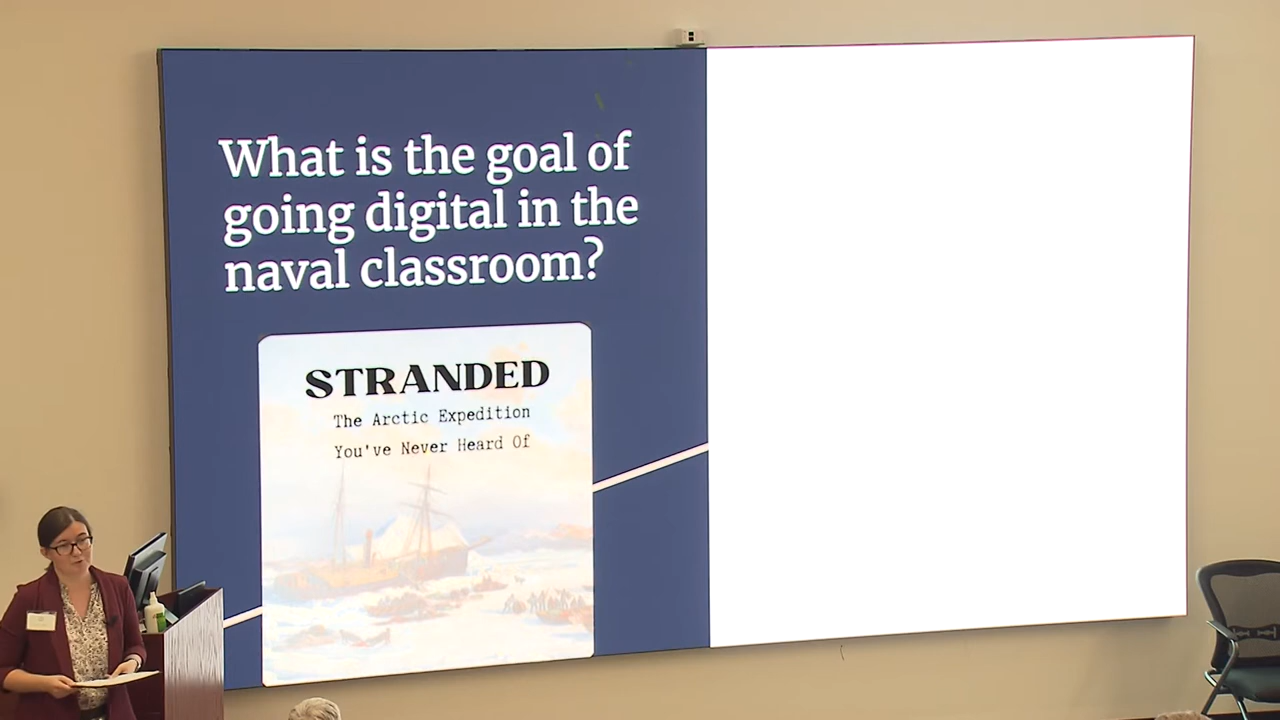 What is the goal of
going digital in the
naval classroom?
STRANDED
The Arctic Expedition
You've Never Heard Of